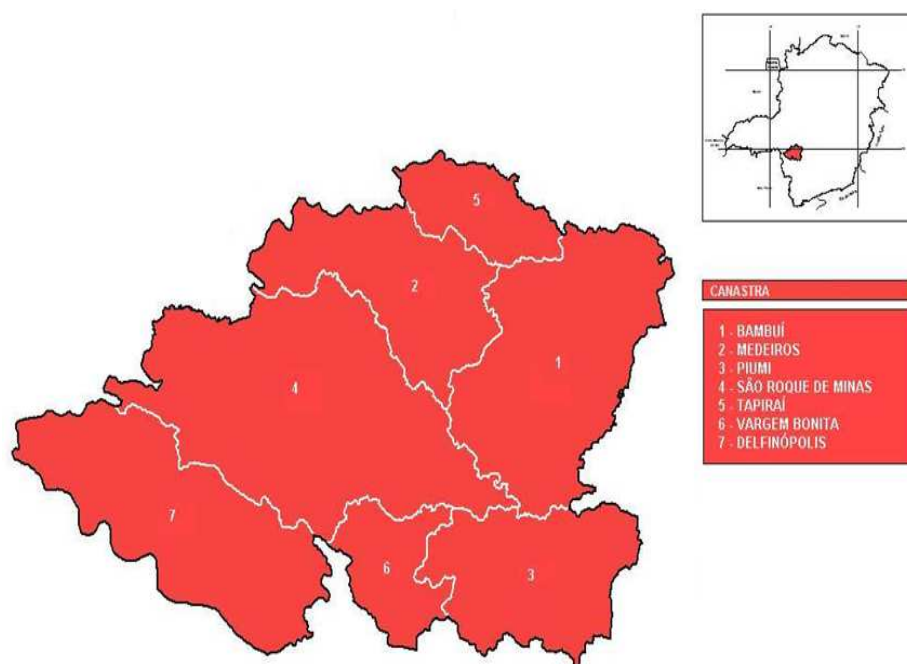 5
2
1
4
7
6
3
CANASTRA
1 - BAMBUÍ
2 - MEDEIROS
3 - PIUMI
4 - SÃO ROQUE DE MINAS
5 - TAPIRAÍ
6 - VARGEM BONITA
7 - DELFINÓPOLIS